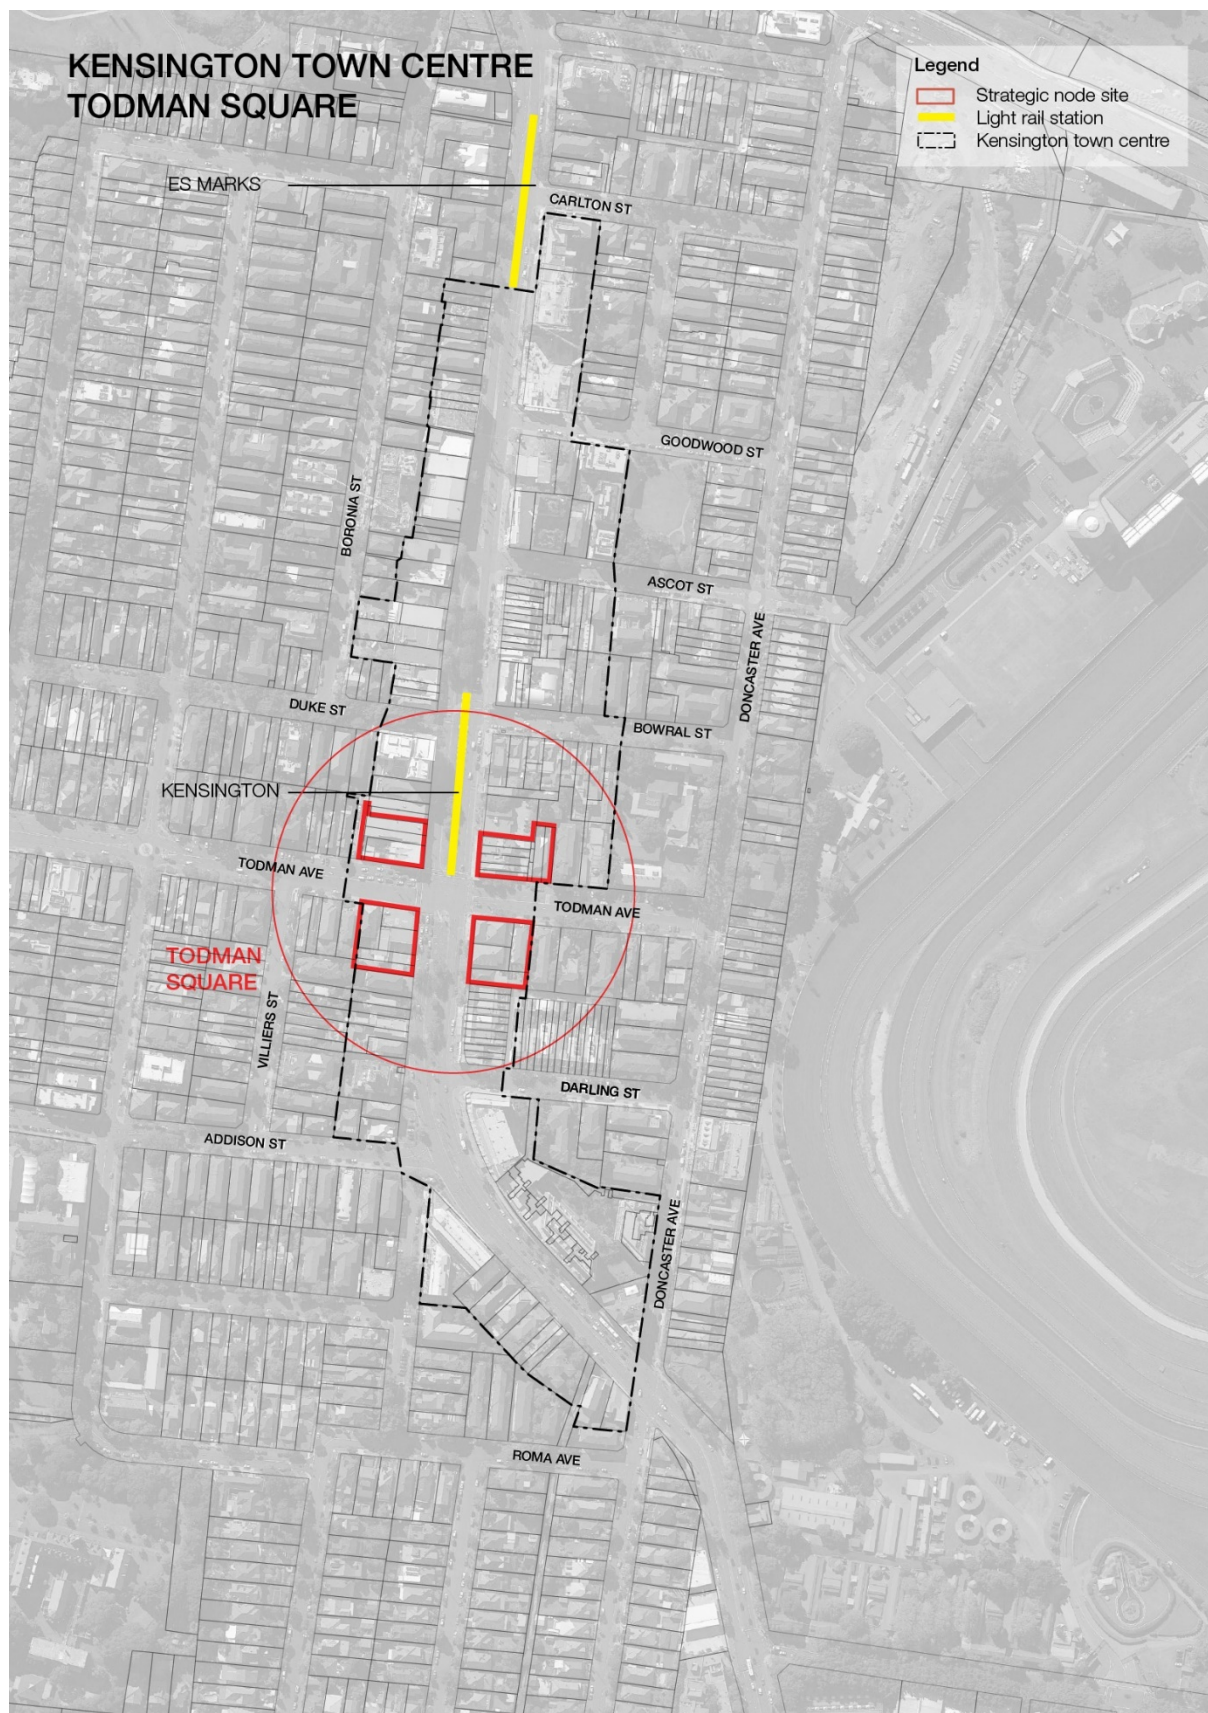 KENSINGTON TOWN CENTRE
TODMAN SQUARE
Legend
Strategic node site
Light rail station
Kensington town centre
ES MARKS
CARLTON ST
GOODWOOD ST
BORONIA ST
ASCOT ST
DONCASTER AVE
DUKE ST
BOWRAL ST
KENSINGTON
TODMAN AVE
TODMAN AVE
TODMAN
SQUARE
VILLIERS ST
DARLING ST
ADDISON ST
DONCASTER AVE
ROMA AVE